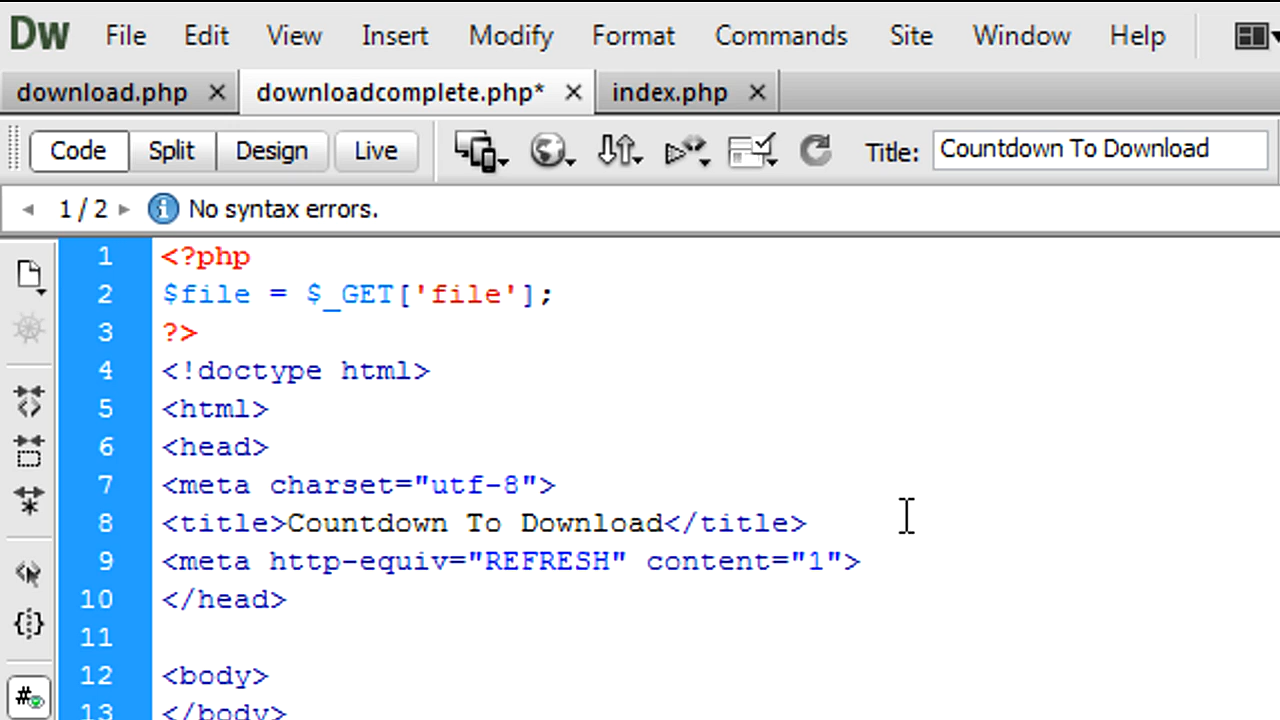 Dw File Edit View Insert Modify Format Commands Site Window Help
download.php × downloadcomplete.php* × index.php ×
Code Split Design Live Title: Countdown To Download
1 / 2 No syntax errors.
1 <?php
2 $file = $_GET['file'];
3 ?>
4 <!doctype html>
5 <html>
6 <head>
7 <meta charset="utf-8">
8 <title>Countdown To Download</title>
9 <meta http-equiv="REFRESH" content="1">
10 </head>
11
12 <body>
13 </body>